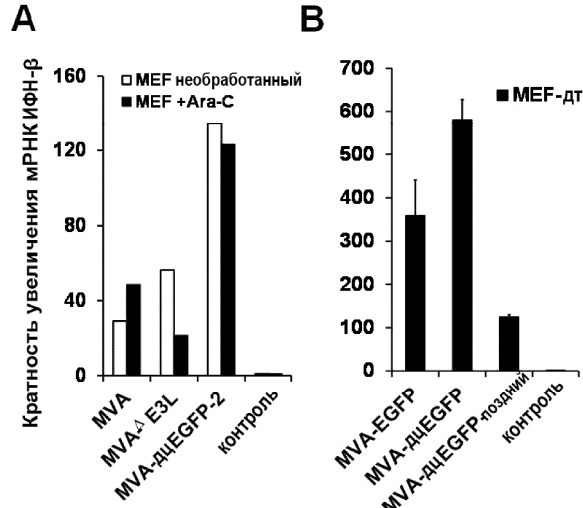 A
Кратность увеличения мРНК ИФН-β
160
120
80
40
0
MEF необработанный
MEF +Ara-C
MVA
MVA-Δ E3L
MVA-дцEGFP-2
контроль
B
700
600
500
400
300
200
100
0
MEF-дт
MVA-EGFP
MVA-дцEGFP
MVA-дцEGFP-поздний
контроль